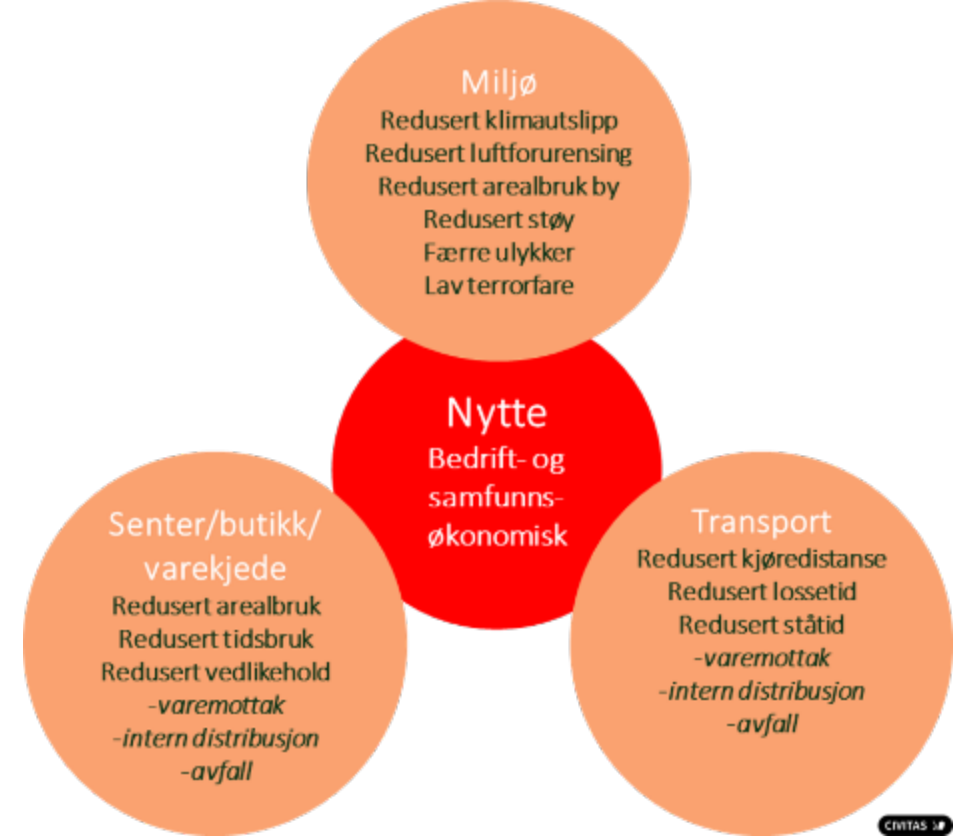 Miljø
Redusert klimautslipp
Redusert luftforurensing
Redusert arealbruk by
Redusert støy
Færre ulykker
Lav terrorfare
Nytte
Bedrift- og
samfunns-
økonomisk
Senter/butikk/
varekjede
Redusert arealbruk
Redusert tidsbruk
Redusert vedlikehold
-varemottak
-intern distribusjon
-avfall
Transport
Redusert kjøredistanse
Redusert lossetid
Redusert ståtid
-varemottak
-intern distribusjon
-avfall
CIVITAS